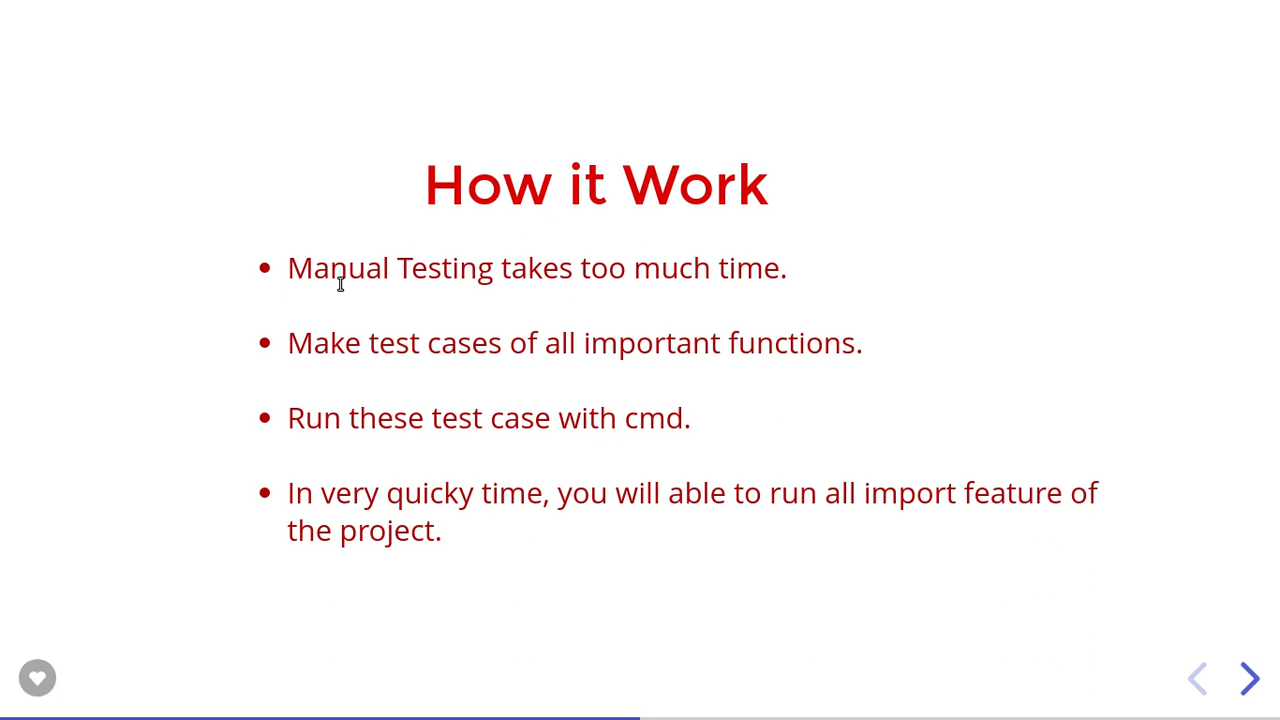 How it Work
Manual Testing takes too much time.
Make test cases of all important functions.
Run these test case with cmd.
In very quicky time, you will able to run all import feature of
the project.